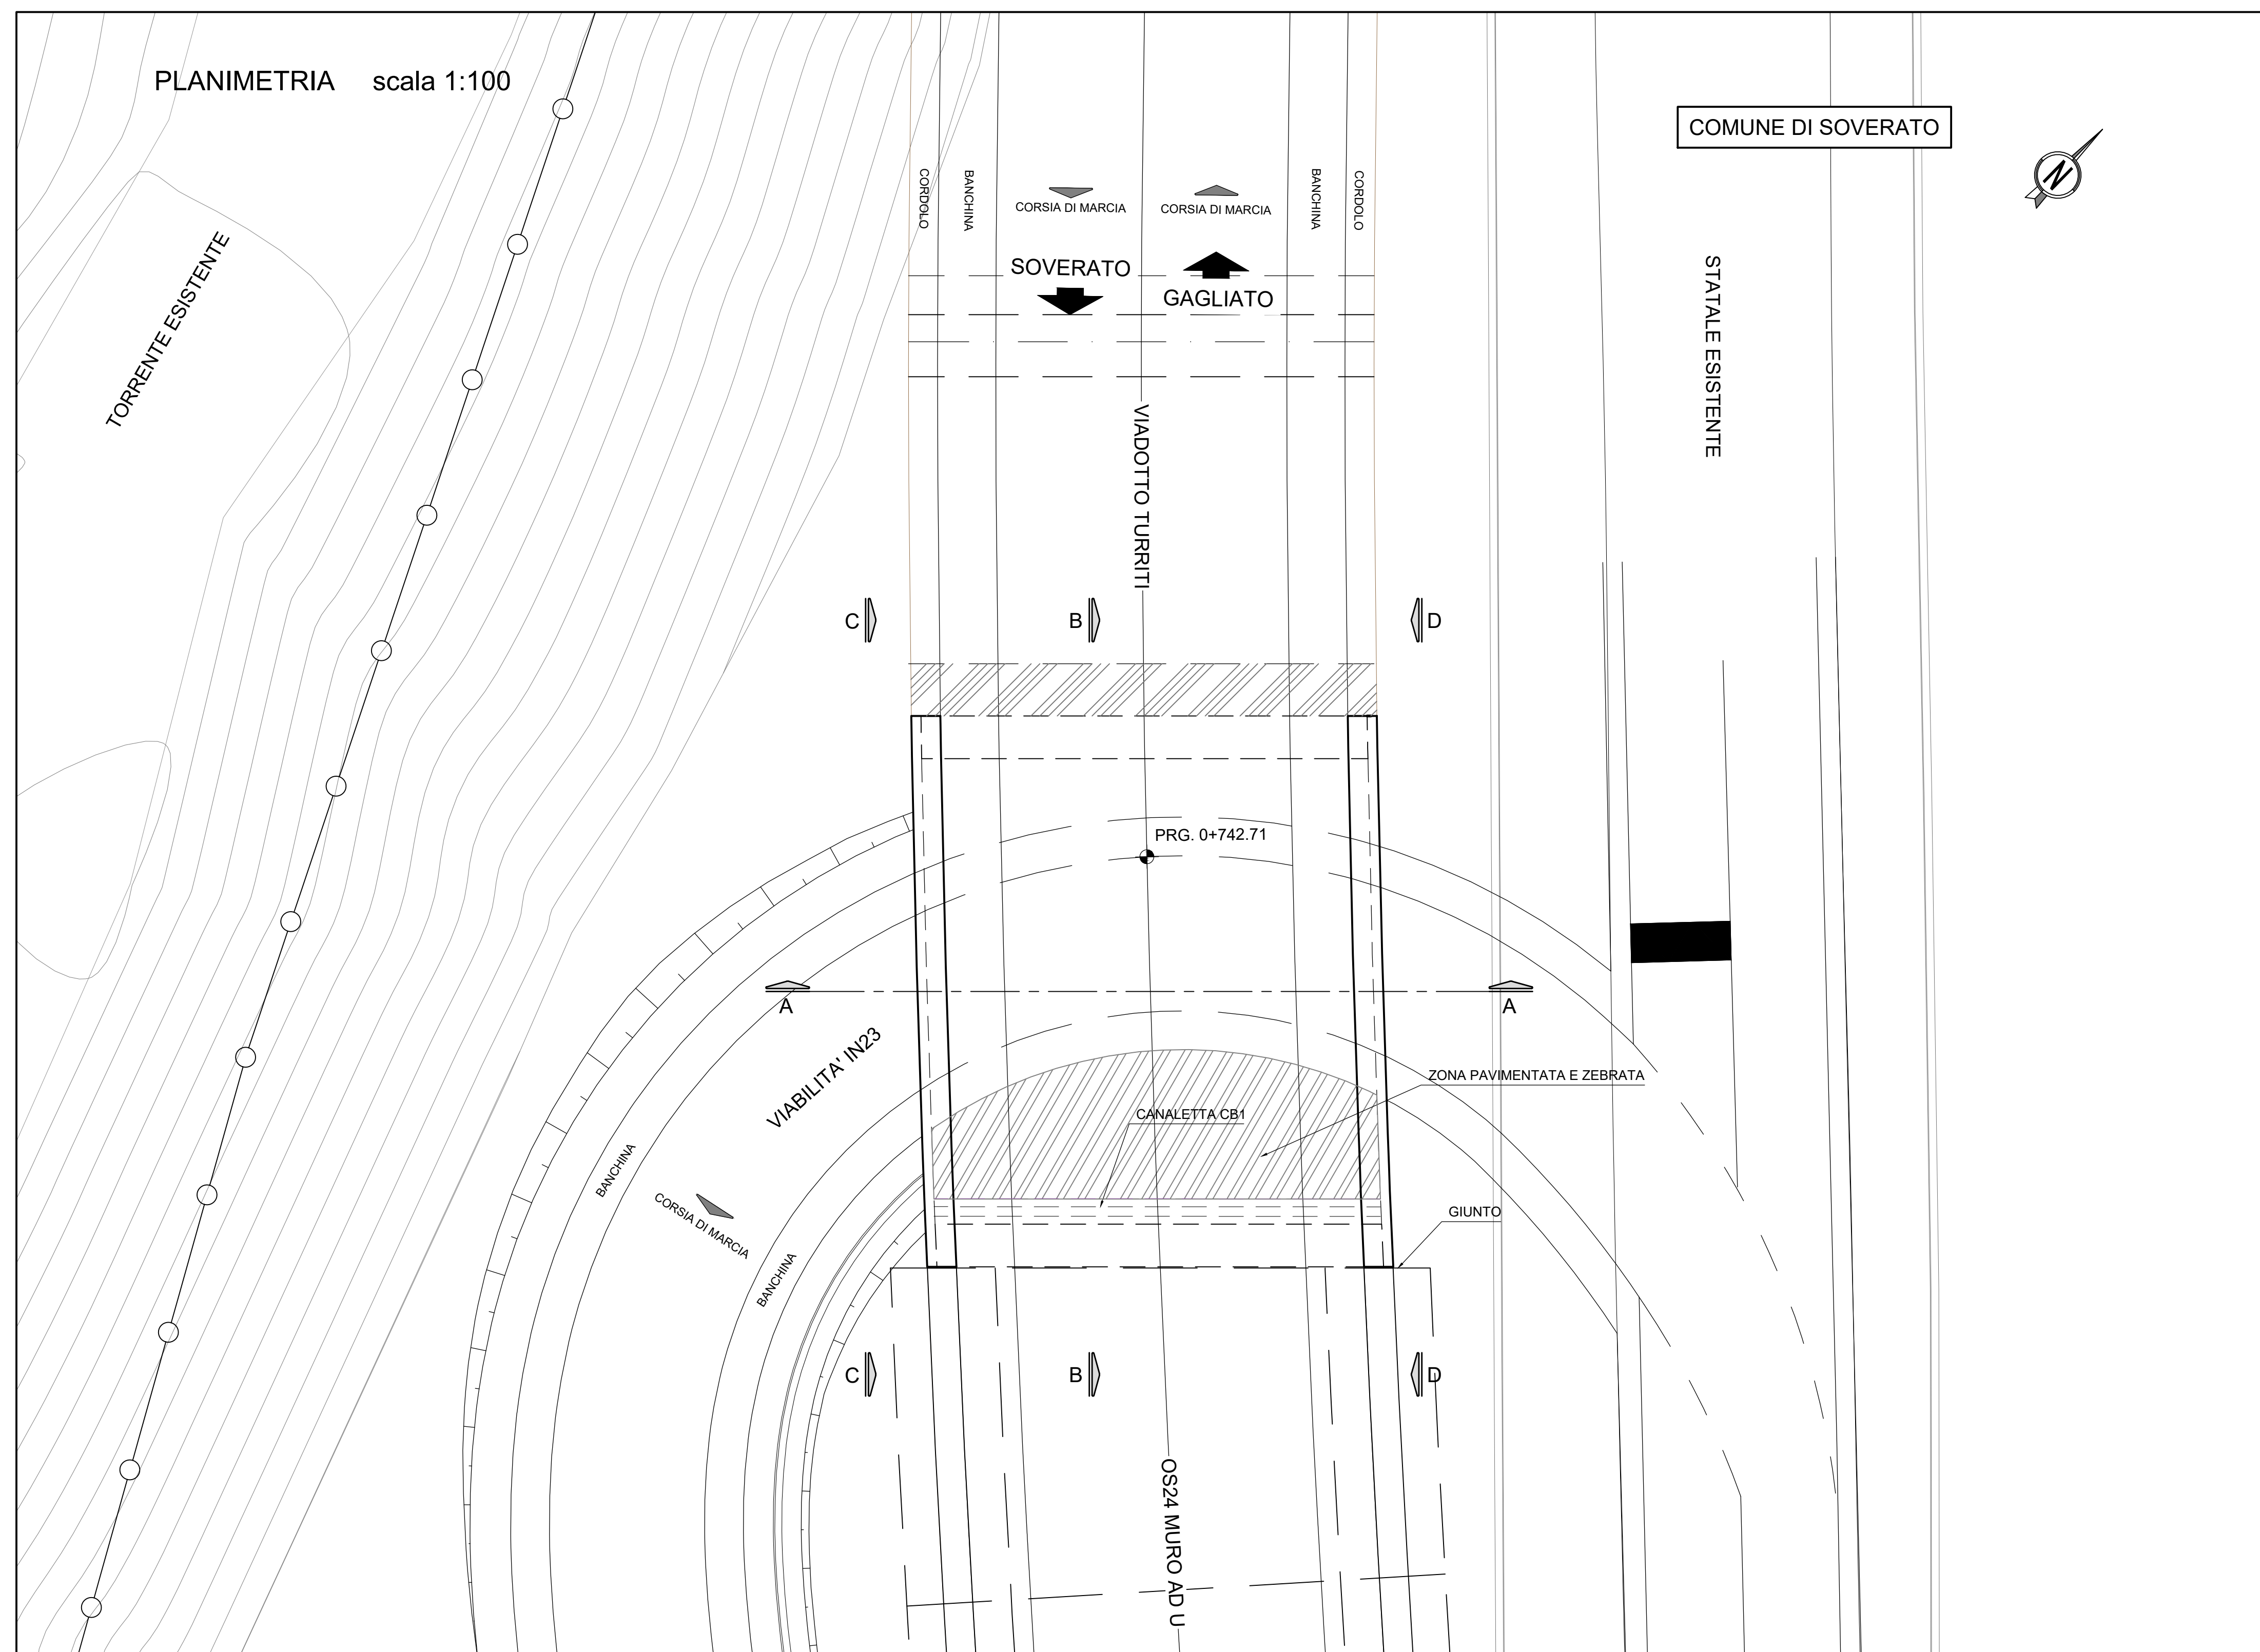 PLANIMETRIA scala 1:100
COMUNE DI SOVERATO
N
TORRENTE ESISTENTE
CORDOLO
BANCHINA
CORSIA DI MARCIA
CORSIA DI MARCIA
BANCHINA
CORDOLO
SOVERATO
GAGLIATO
STATALE ESISTENTE
VIADOTTO TURRITI
C
B
D
PRG. 0+742.71
A
A
VIABILITA' IN23
ZONA PAVIMENTATA E ZEBRATA
CANALETTA CB1
BANCHINA
CORSIA DI MARCIA
BANCHINA
GIUNTO
C
B
D
OS24 MURO AD U